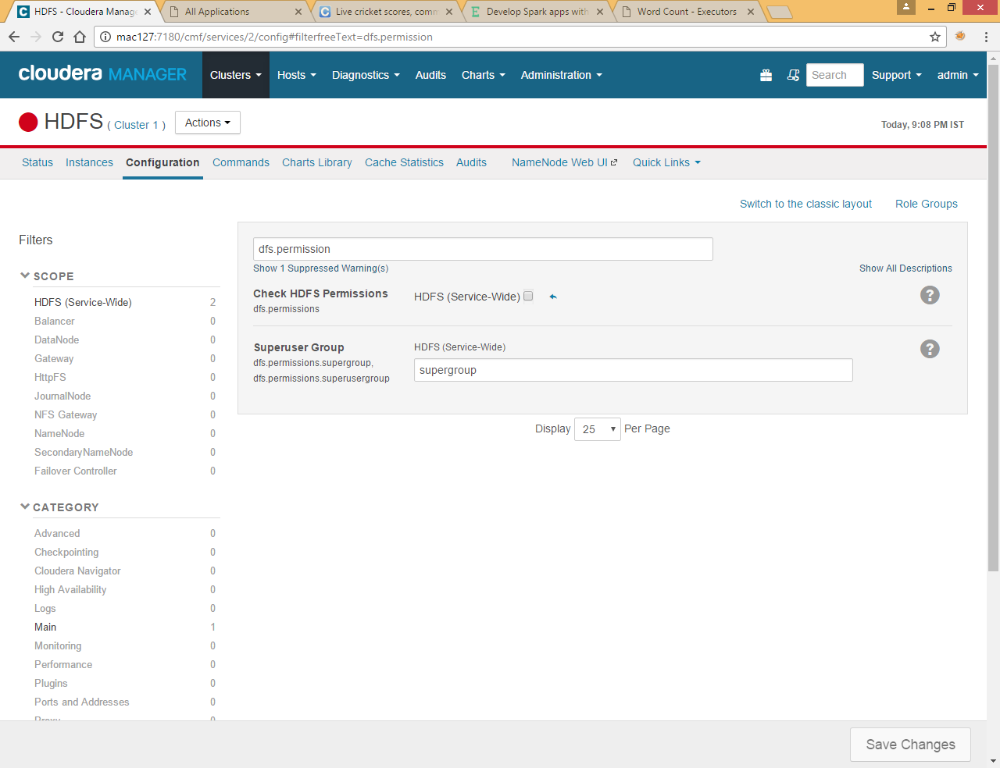 HDFS - Cloudera Manage
All Applications
Live cricket scores, comm
Develop Spark apps with
Word Count - Executors
mac127:7180/cmf/services/2/config#filterfreeText=dfs.permission
cloudera MANAGER
Clusters
Hosts
Diagnostics
Audits
Charts
Administration
Search
Support
admin
HDFS ( Cluster 1 )
Actions
Today, 9:08 PM IST
Status
Instances
Configuration
Commands
Charts Library
Cache Statistics
Audits
NameNode Web UI
Quick Links
Switch to the classic layout
Role Groups
Filters
SCOPE
HDFS (Service-Wide) 2
Balancer 0
DataNode 0
Gateway 0
HttpFS 0
JournalNode 0
NFS Gateway 0
NameNode 0
SecondaryNameNode 0
Failover Controller 0
CATEGORY
Advanced 0
Checkpointing 0
Cloudera Navigator 0
High Availability 0
Logs 0
Main 1
Monitoring 0
Performance 0
Plugins 0
Ports and Addresses 0
Proxy 0
dfs.permission
Show 1 Suppressed Warning(s)
Show All Descriptions
Check HDFS Permissions
dfs.permissions
HDFS (Service-Wide)
?
Superuser Group
dfs.permissions.supergroup,
dfs.permissions.superusergroup
HDFS (Service-Wide)
supergroup
?
Display 25 Per Page
Save Changes